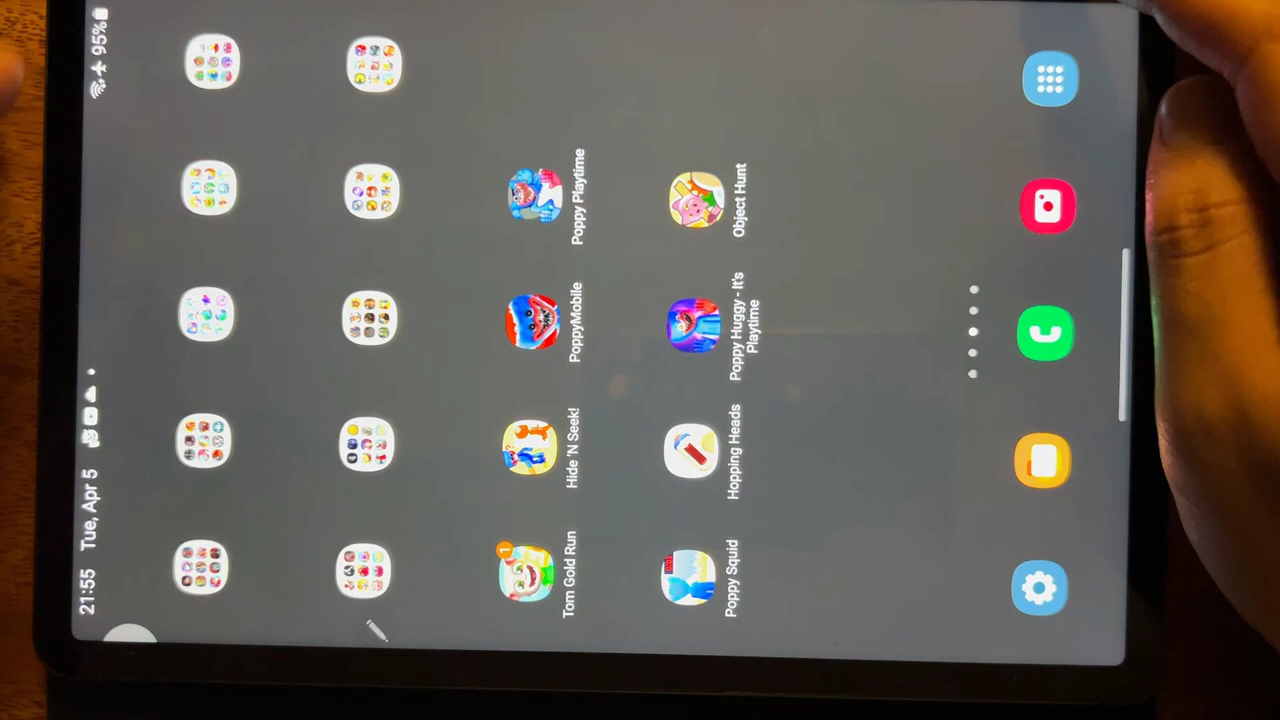 21:55 Tue, Apr 5
95%
Tom Gold Run
Hide 'N Seek!
PoppyMobile
Poppy Playtime
Poppy Squid
Hopping Heads
Poppy Huggy - It's
Playtime
Object Hunt
1